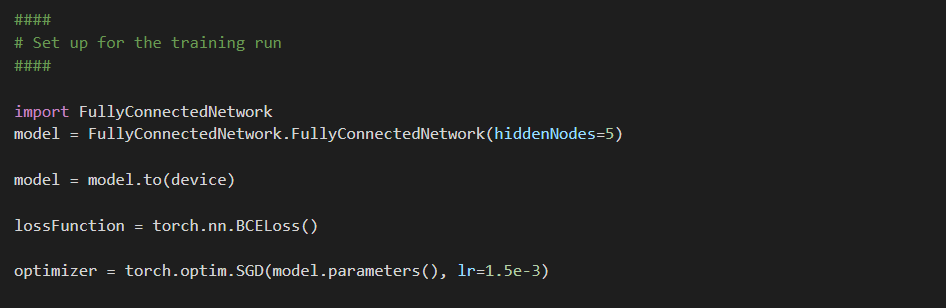 ####
# Set up for the training run
####
import FullyConnectedNetwork
model = FullyConnectedNetwork.FullyConnectedNetwork(hiddenNodes=5)
model = model.to(device)
lossFunction = torch.nn.BCELoss()
optimizer = torch.optim.SGD(model.parameters(), lr=1.5e-3)